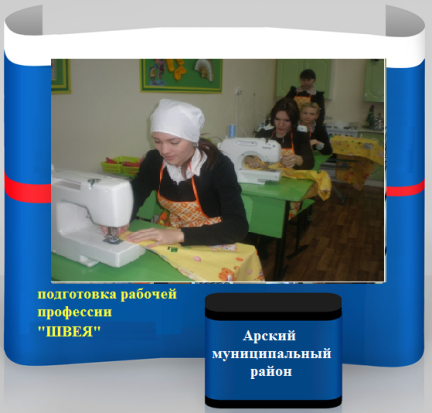 подготовка рабочей
профессии
"ШВЕЯ"
Арский
муниципальный
район